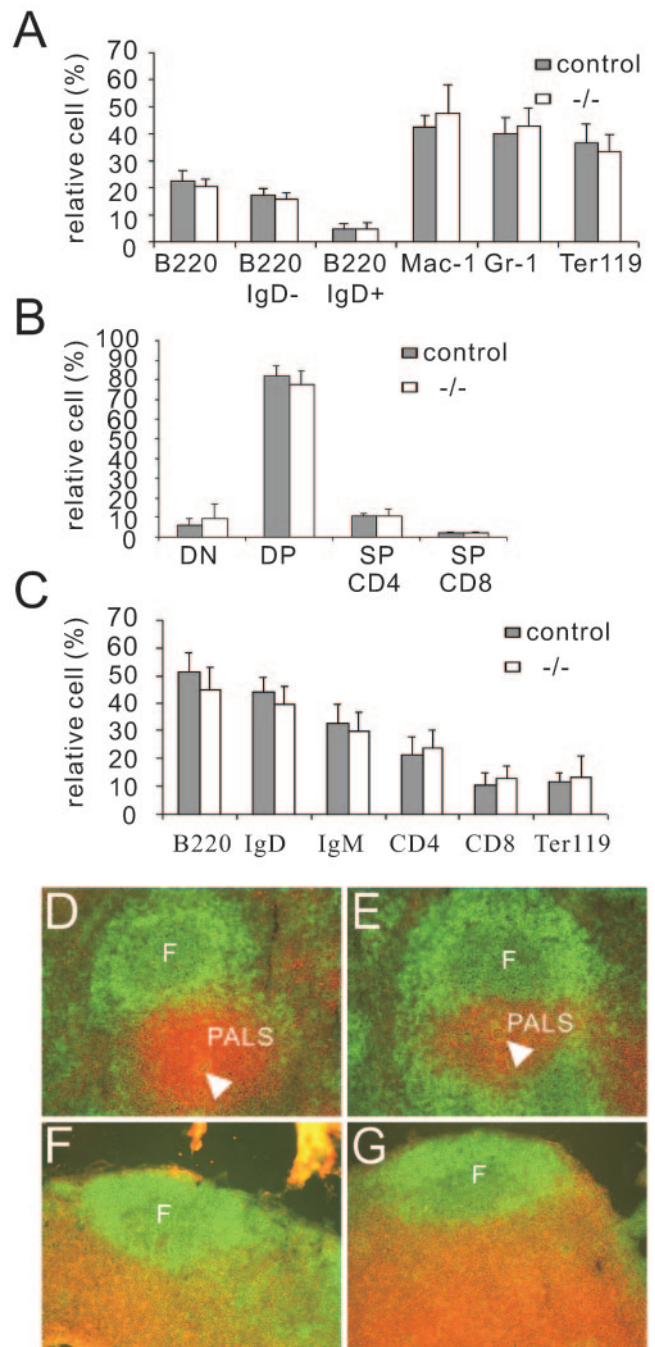 A
relative cell (%)
70
60
50
40
30
20
10
0
control
-/-
B220 B220 B220 Mac-1 Gr-1 Ter119
IgD- IgD+
B
relative cell (%)
100
90
80
70
60
50
40
30
20
10
0
control
-/-
DN DP SP SP
CD4 CD8
C
relative cell (%)
70
60
50
40
30
20
10
0
control
-/-
B220 IgD IgM CD4 CD8 Ter119
D
F
PALS
E
F
PALS
F
F
G
F